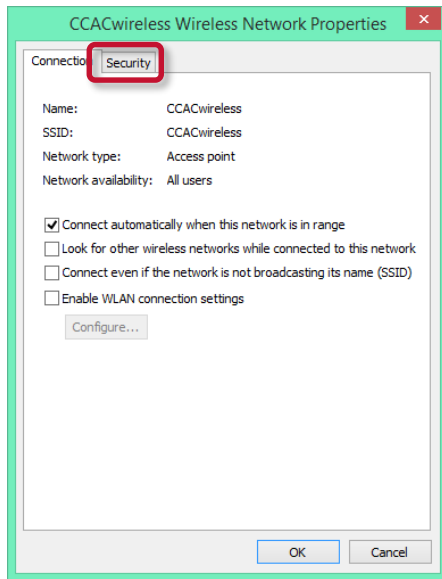 CCACwireless Wireless Network Properties
Connection Security
Name: CCACwireless
SSID: CCACwireless
Network type: Access point
Network availability: All users
Connect automatically when this network is in range
Look for other wireless networks while connected to this network
Connect even if the network is not broadcasting its name (SSID)
Enable WLAN connection settings
Configure...
OK Cancel